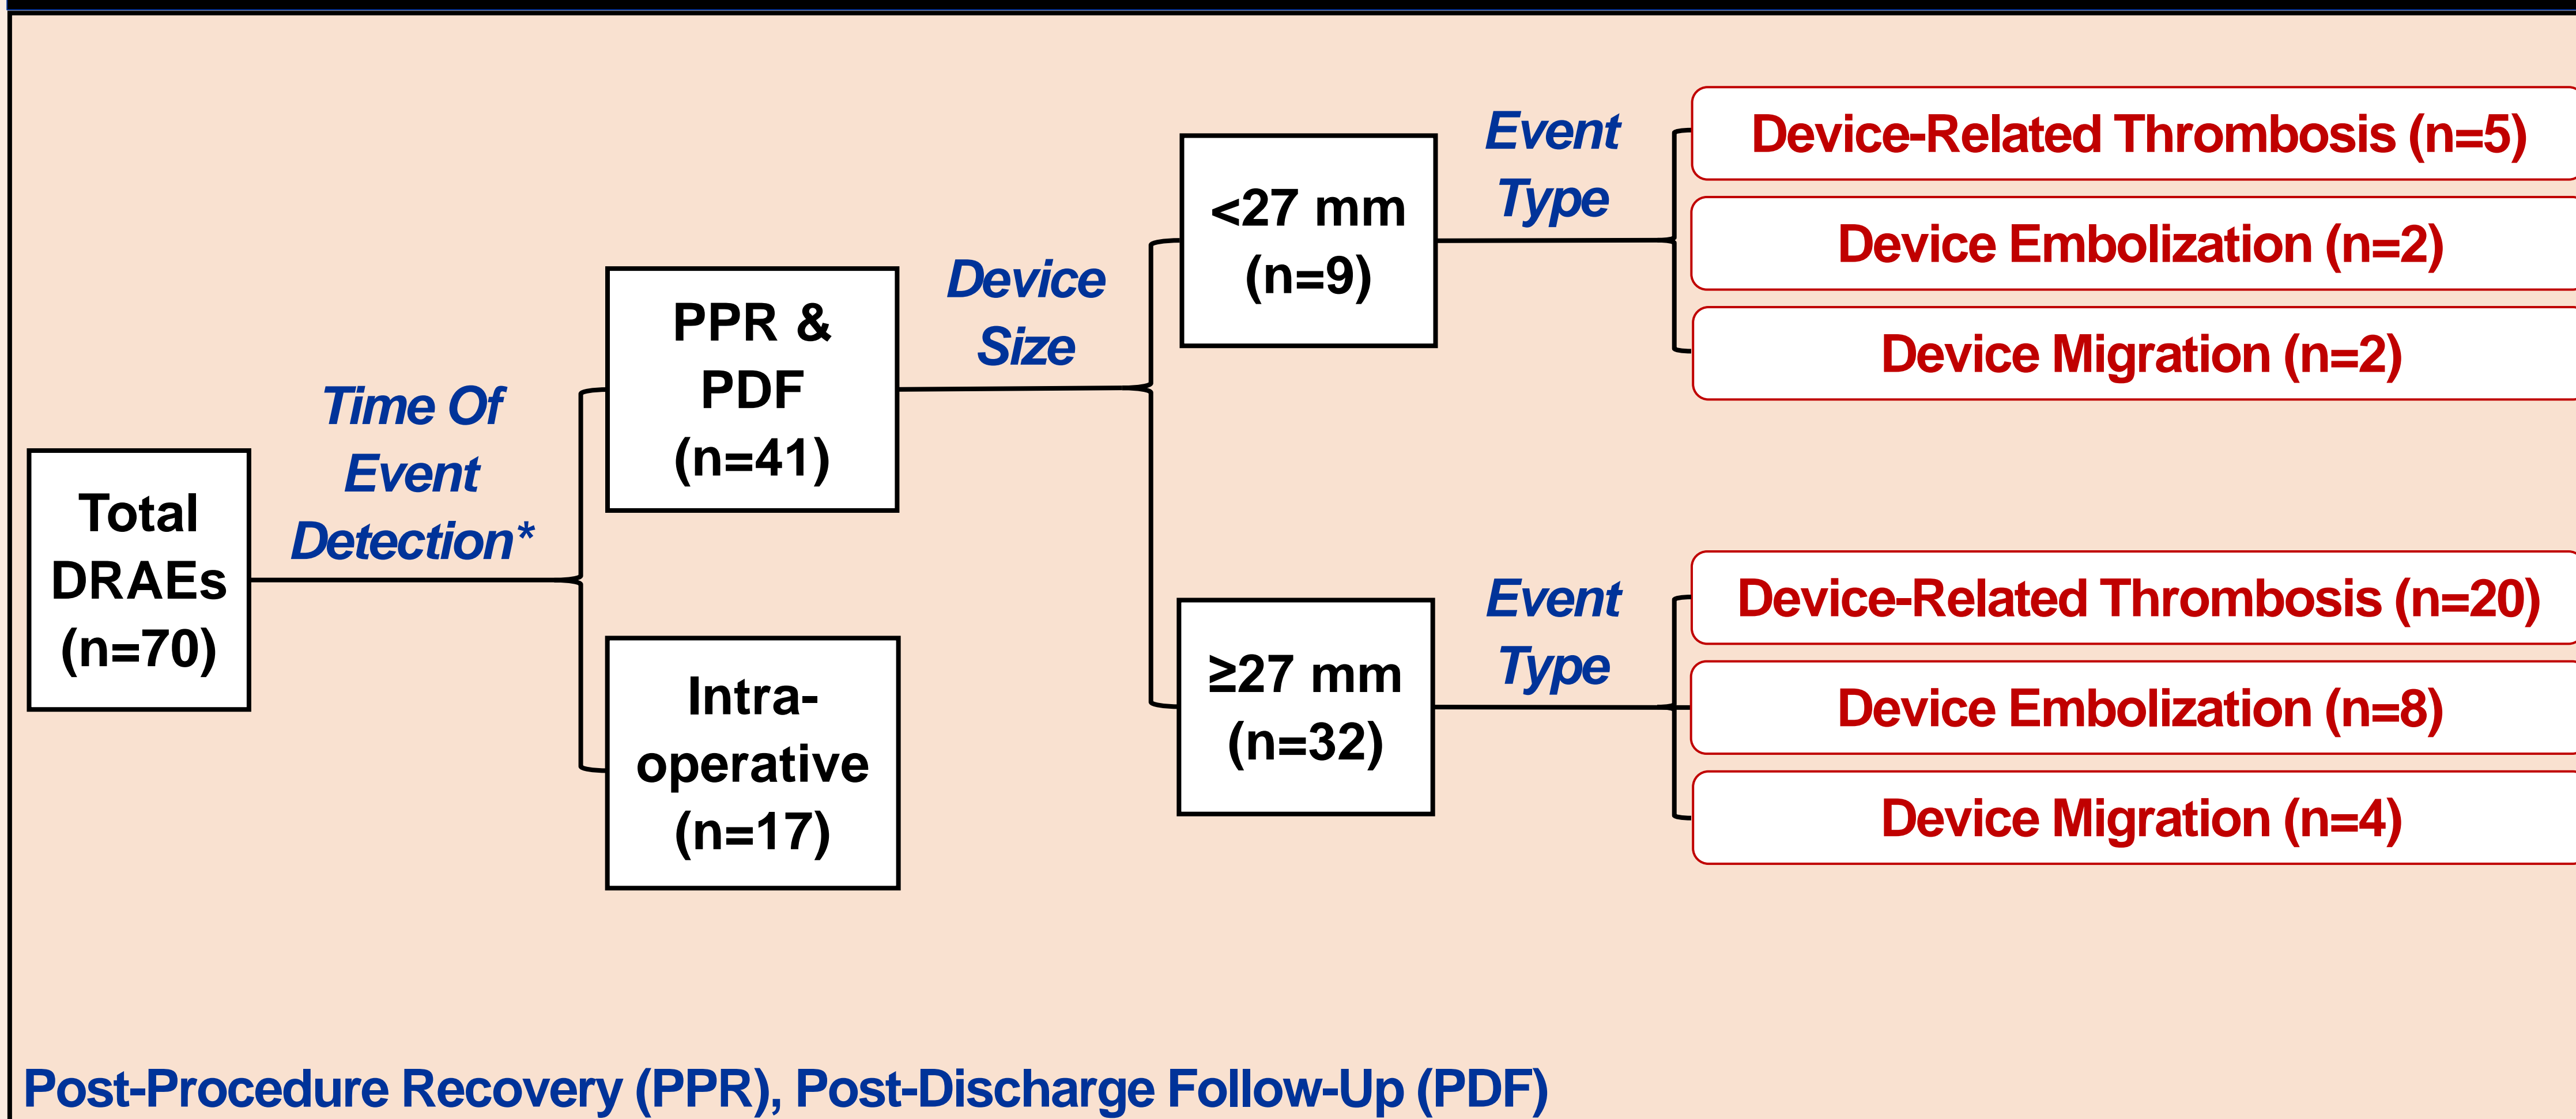 Total
DRAEs
(n=70)
Time Of
Event
Detection*
PPR &
PDF
(n=41)
Intra-
operative
(n=17)
Device
Size
<27 mm
(n=9)
≥27 mm
(n=32)
Event
Type
Device-Related Thrombosis (n=5)
Device Embolization (n=2)
Device Migration (n=2)
Event
Type
Device-Related Thrombosis (n=20)
Device Embolization (n=8)
Device Migration (n=4)
Post-Procedure Recovery (PPR), Post-Discharge Follow-Up (PDF)